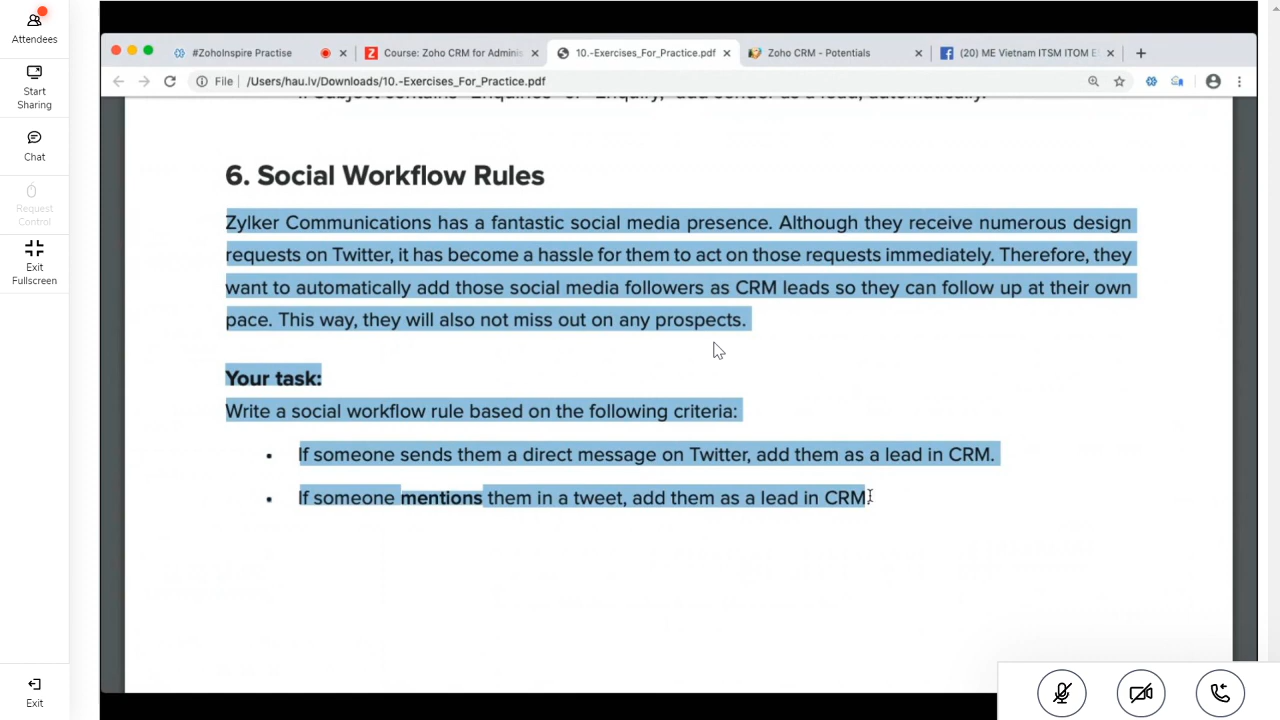 Attendees
Start
Sharing
Chat
Request
Control
Exit
Fullscreen
Exit
#ZohoInspire Practise
Course: Zoho CRM for Adminis
10.-Exercises_For_Practice.pdf
Zoho CRM - Potentials
(20) ME Vietnam ITSM ITOM E
File
/Users/hau.lv/Downloads/10.-Exercises_For_Practice.pdf
6. Social Workflow Rules
Zylker Communications has a fantastic social media presence. Although they receive numerous design
requests on Twitter, it has become a hassle for them to act on those requests immediately. Therefore, they
want to automatically add those social media followers as CRM leads so they can follow up at their own
pace. This way, they will also not miss out on any prospects.
Your task:
Write a social workflow rule based on the following criteria:
• If someone sends them a direct message on Twitter, add them as a lead in CRM.
• If someone mentions them in a tweet, add them as a lead in CRM.